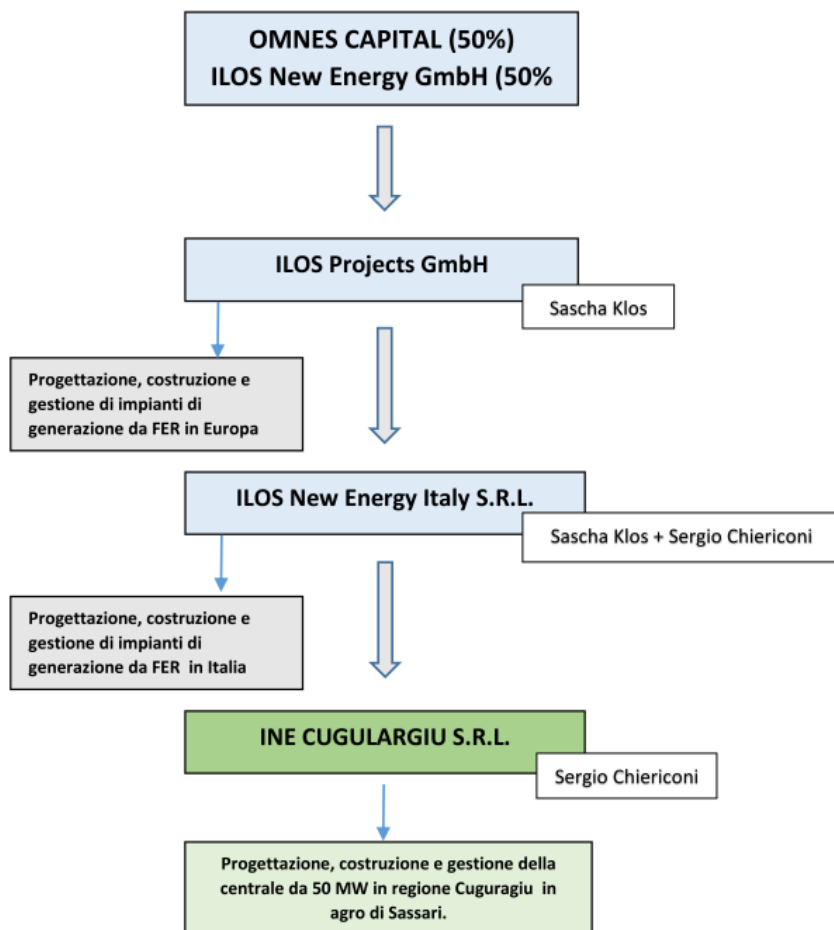 OMNES CAPITAL (50%)
ILOS New Energy GmbH (50%
ILOS Projects GmbH
Sascha Klos
Progettazione, costruzione e
gestione di impianti di
generazione da FER in Europa
ILOS New Energy Italy S.R.L.
Sascha Klos + Sergio Chiericoni
Progettazione, costruzione e
gestione di impianti di
generazione da FER in Italia
INE CUGULARGIU S.R.L.
Sergio Chiericoni
Progettazione, costruzione e gestione della
centrale da 50 MW in regione Cuguragiu in
agro di Sassari.